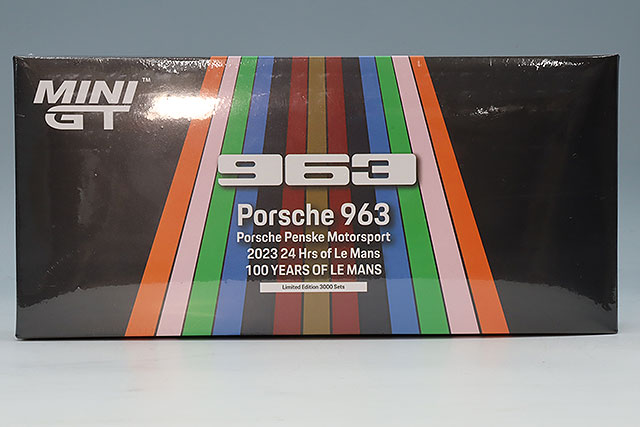 MINI GT™
963
Porsche 963
Porsche Penske Motorsport
2023 24 Hrs of Le Mans
100 YEARS OF LE MANS
Limited Edition 3000 Sets